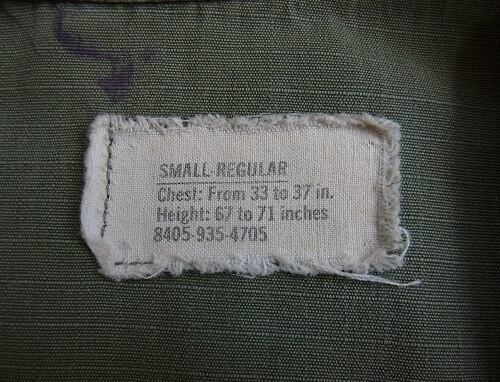 SMALL-REGULAR
Chest: From 33 to 37 in.
Height: 67 to 71 inches
8405-935-4705